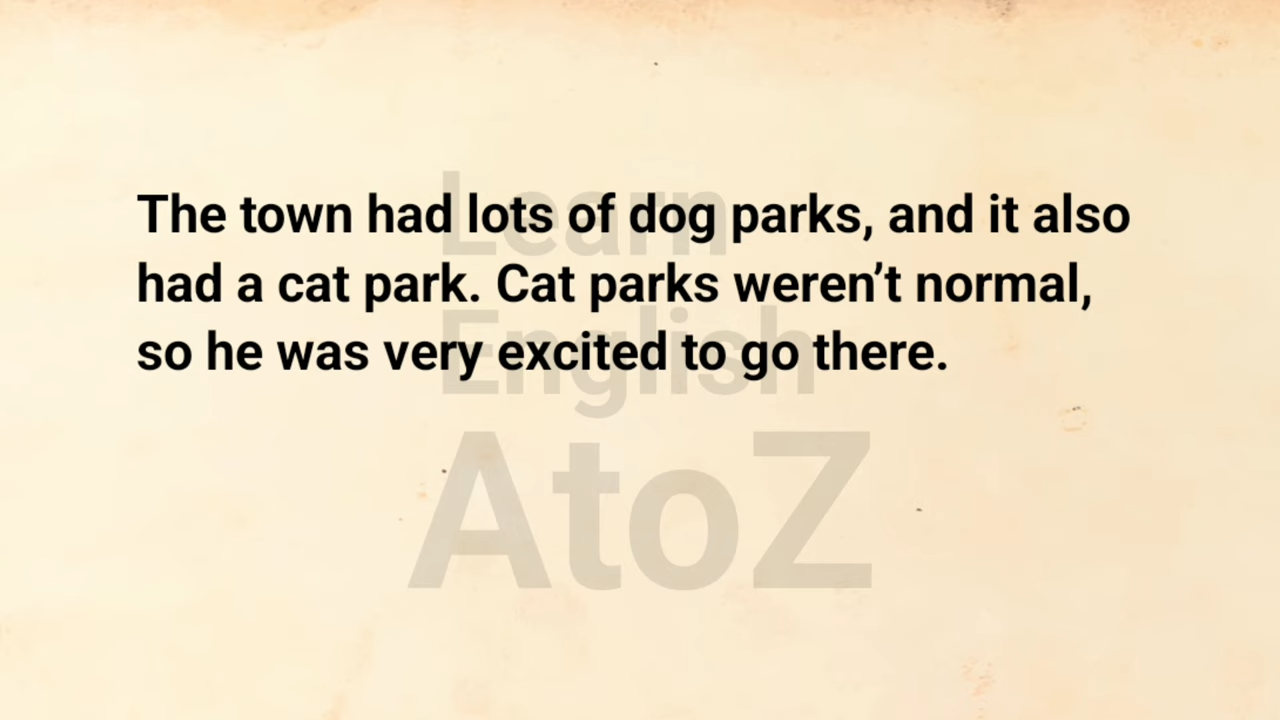 The town had lots of dog parks, and it also
had a cat park. Cat parks weren’t normal,
so he was very excited to go there.
Learn
English
AtoZ